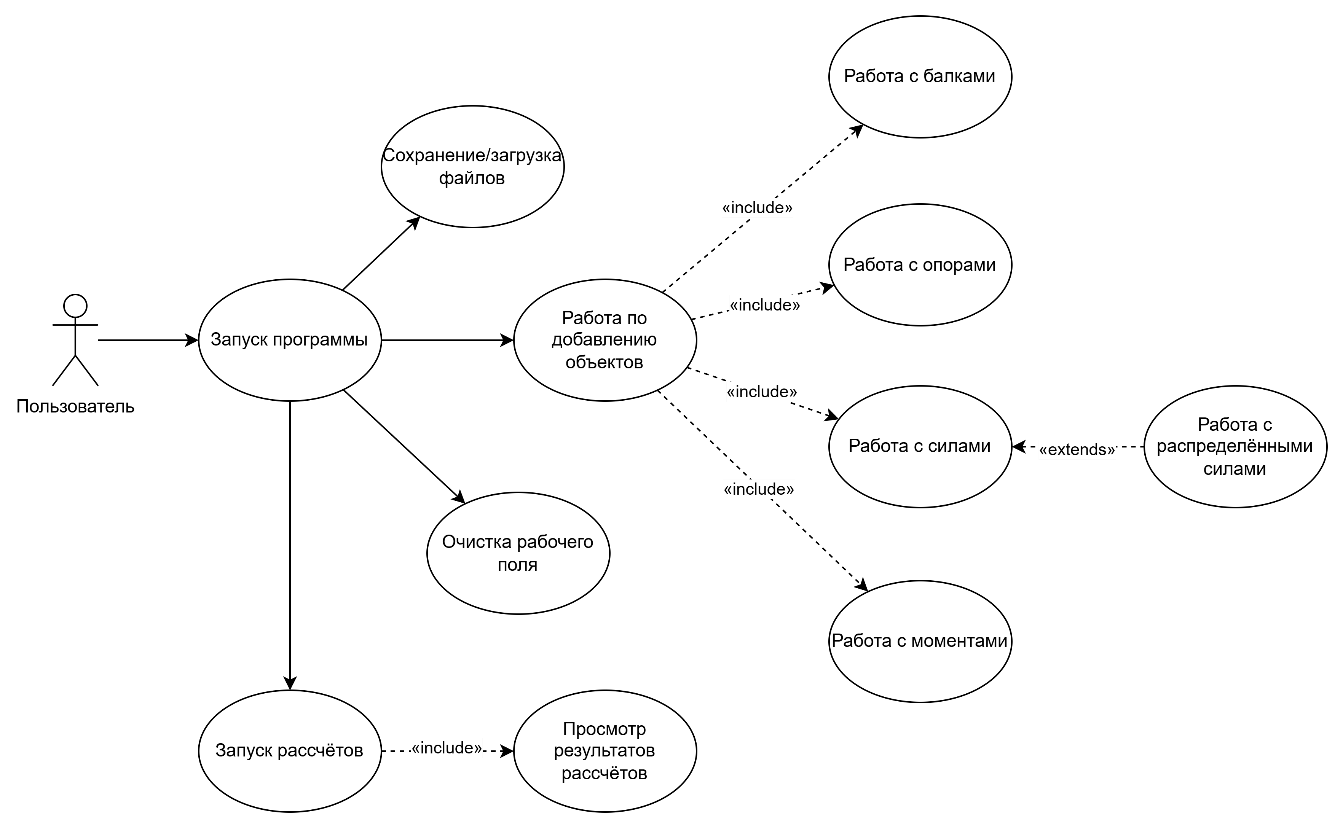 Работа с балками
Сохранение/загрузка
файлов
«include»
Работа с опорами
«include»
Запуск программы
Работа по
добавлению
объектов
Пользователь
«include»
Работа с силами
«extends»
Работа с
распределёнными
силами
«include»
Очистка рабочего
поля
Работа с моментами
Запуск рассчётов
«include»
Просмотр
результатов
рассчётов